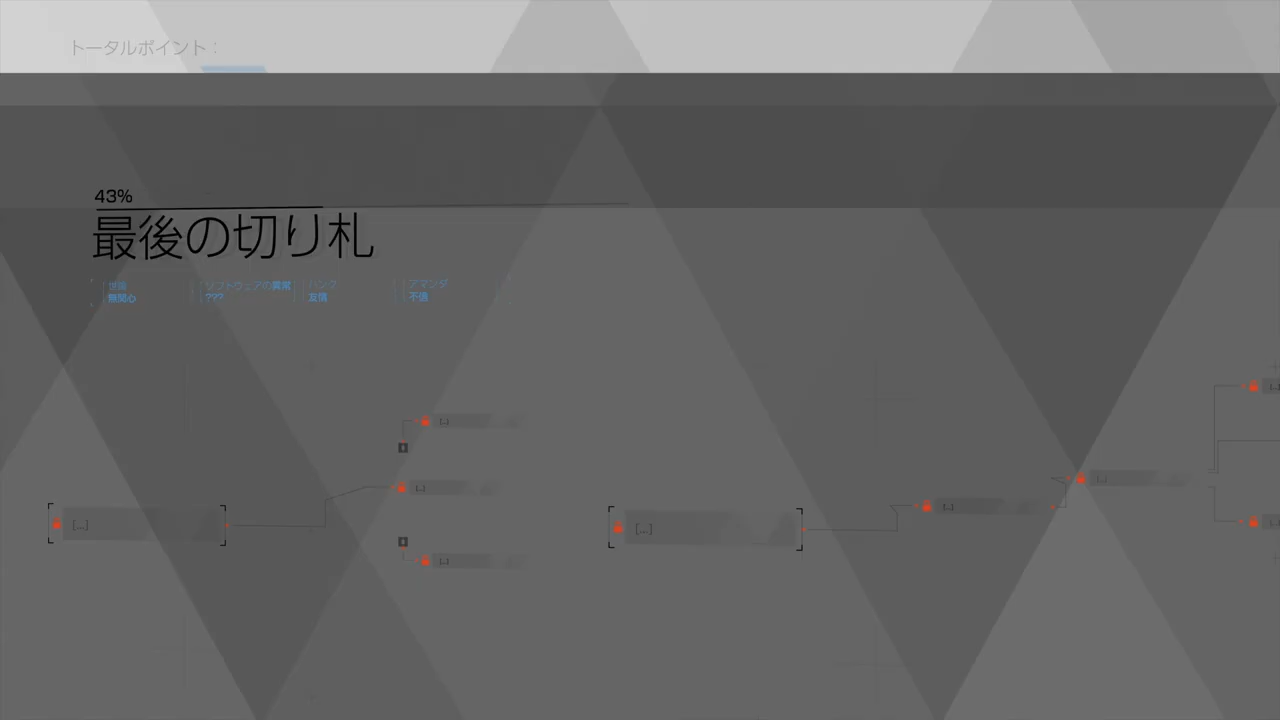 トータルポイント：
43%
最後の切り札
世論
無関心
ソフトウェアの異常
???
ハンク
友情
アマンダ
不信
[...]
[...]
[...]
[...]
[...]
[...]
[...]
[...]
[...]
[...]